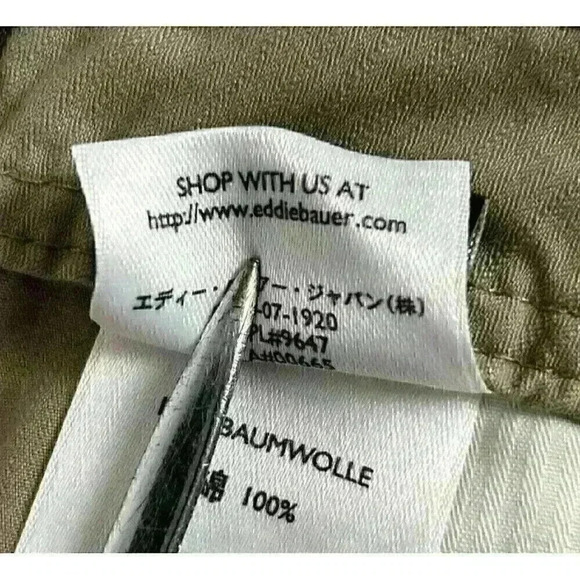 SHOP WITH US AT
http://www.eddiebauer.com
エディー・ ー・ジャパン(株)
-07-1920
PL#9647
A#00665
BAUMWOLLE
綿 100%